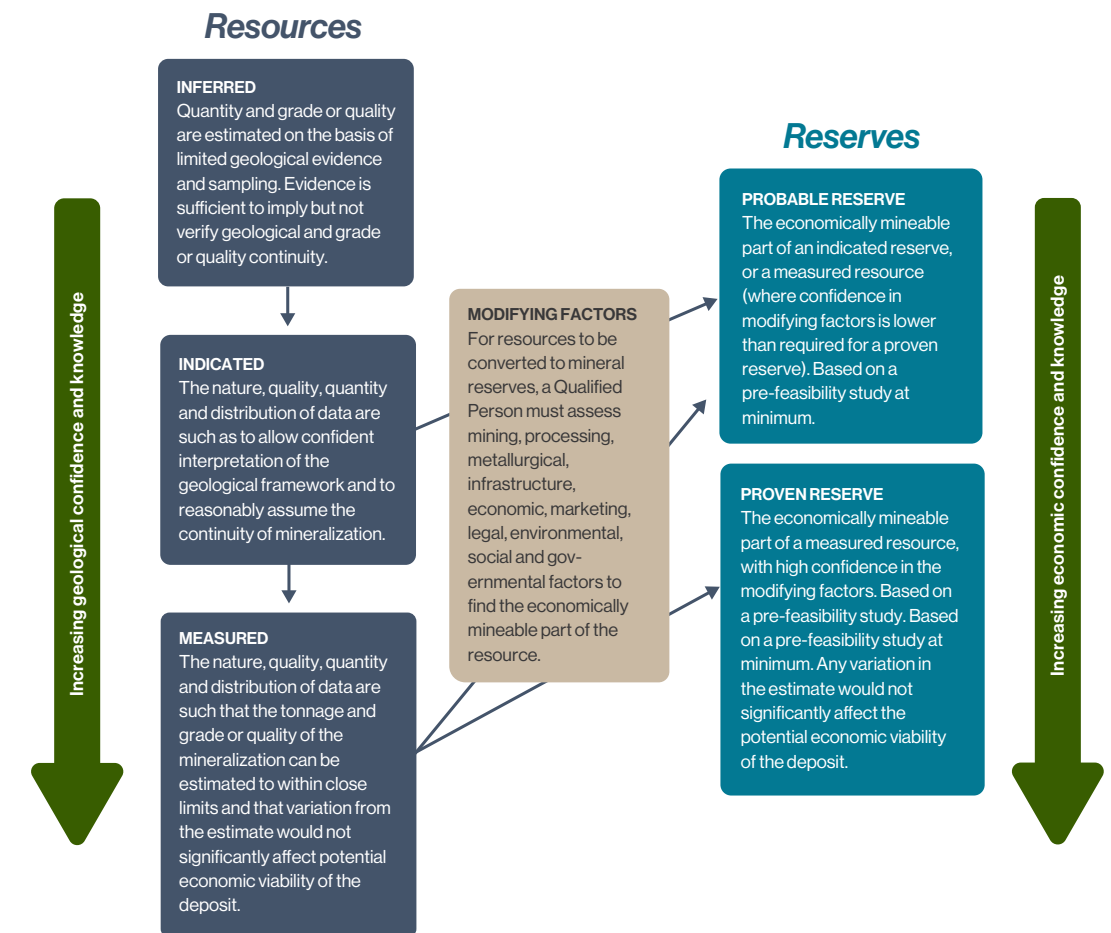 Resources
INFERRED
Quantity and grade or quality
are estimated on the basis of
limited geological evidence
and sampling. Evidence is
sufficient to imply but not
verify geological and grade
or quality continuity.
INDICATED
The nature, quality, quantity
and distribution of data are
such as to allow confident
interpretation of the
geological framework and to
reasonably assume the
continuity of mineralization.
MEASURED
The nature, quality, quantity
and distribution of data are
such that the tonnage and
grade or quality of the
mineralization can be
estimated to within close
limits and that variation from
the estimate would not
significantly affect potential
economic viability of the
deposit.
Increasing geological confidence and knowledge
MODIFYING FACTORS
For resources to be
converted to mineral
reserves, a Qualified
Person must assess
mining, processing,
metallurgical,
infrastructure,
economic, marketing,
legal, environmental,
social and gov-
ernmental factors to
find the economically
mineable part of the
resource.
Reserves
PROBABLE RESERVE
The economically mineable
part of an indicated reserve,
or a measured resource
(where confidence in
modifying factors is lower
than required for a proven
reserve). Based on a
pre-feasibility study at
minimum.
PROVEN RESERVE
The economically mineable
part of a measured resource,
with high confidence in the
modifying factors. Based on
a pre-feasibility study. Based
on a pre-feasibility study at
minimum. Any variation in
the estimate would not
significantly affect the
potential economic viability
of the deposit.
Increasing economic confidence and knowledge